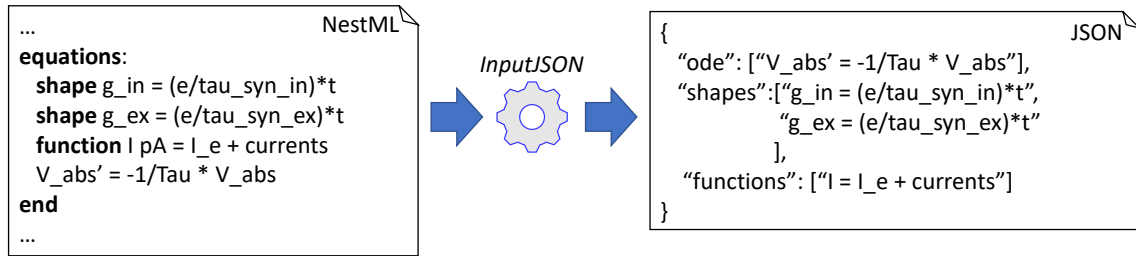 NestML
...
equations:
shape g_in = (e/tau_syn_in)*t
shape g_ex = (e/tau_syn_ex)*t
function I pA = I_e + currents
V_abs’ = -1/Tau * V_abs
end
...
InputJSON
JSON
{
“ode”: [“V_abs’ = -1/Tau * V_abs”],
“shapes”:[“g_in = (e/tau_syn_in)*t”,
“g_ex = (e/tau_syn_ex)*t”
],
“functions”: [“I = I_e + currents”]
}